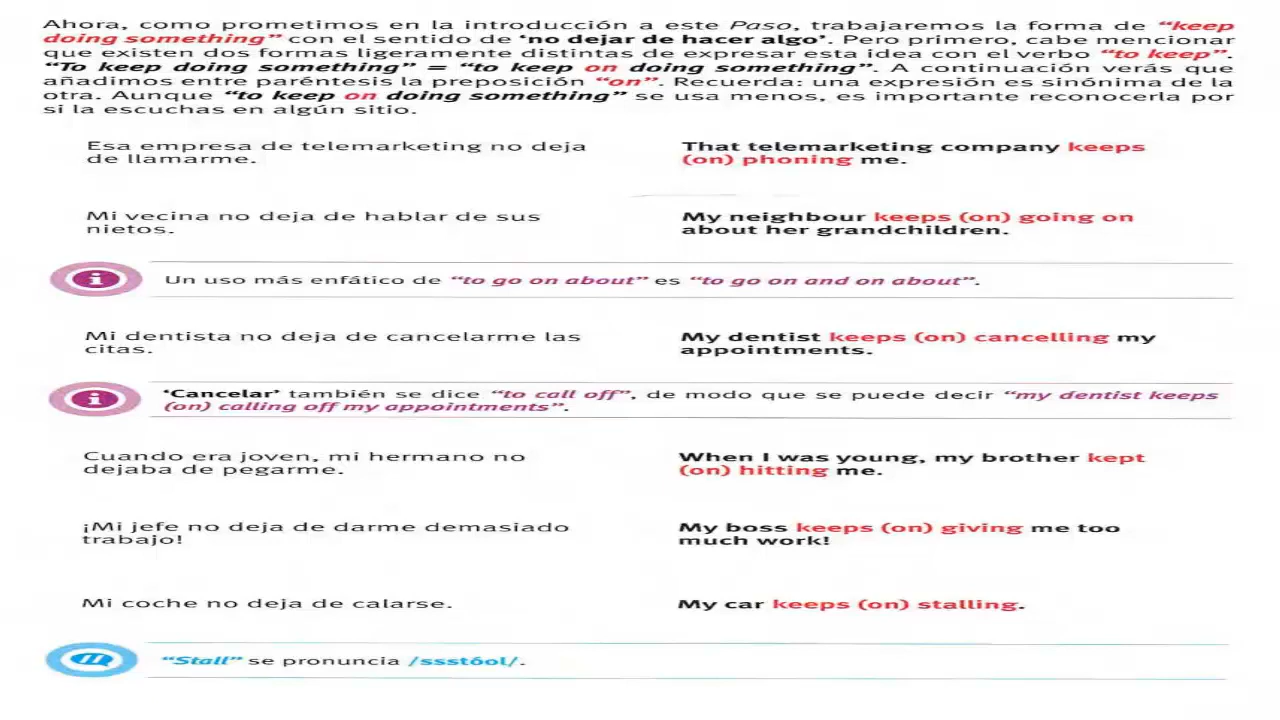 Ahora, como prometimos en la introducción a este Paso, trabajaremos la forma de “keep
doing something” con el sentido de ‘no dejar de hacer algo’. Pero primero, cabe mencionar
que existen dos formas ligeramente distintas de expresar esta idea con el verbo “to keep”.
“To keep doing something” = “to keep on doing something”. A continuación verás que
añadimos entre paréntesis la preposición “on”. Recuerda: una expresión es sinónima de la
otra. Aunque “to keep on doing something” se usa menos, es importante reconocerla por
si la escuchas en algún sitio.
Esa empresa de telemarketing no deja
de llamarme.
That telemarketing company keeps
(on) phoning me.
Mi vecina no deja de hablar de sus
nietos.
My neighbour keeps (on) going on
about her grandchildren.
Un uso más enfático de “to go on about” es “to go on and on about”.
Mi dentista no deja de cancelarme las
citas.
My dentist keeps (on) cancelling my
appointments.
‘Cancelar’ también se dice “to call off”, de modo que se puede decir “my dentist keeps
(on) calling off my appointments”.
Cuando era joven, mi hermano no
dejaba de pegarme.
When I was young, my brother kept
(on) hitting me.
¡Mi jefe no deja de darme demasiado
trabajo!
My boss keeps (on) giving me too
much work!
Mi coche no deja de calarse.
My car keeps (on) stalling.
“Stall” se pronuncia /ssstóol/.